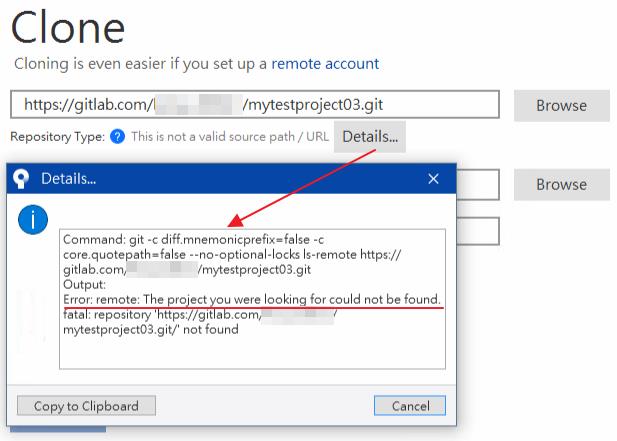 Clone
Cloning is even easier if you set up a remote account
https://gitlab.com/ /mytestproject03.git
Browse
Repository Type: ? This is not a valid source path / URL Details...
Browse
Details...
Command: git -c diff.mnemonicprefix=false -c
core.quotepath=false --no-optional-locks ls-remote https://
gitlab.com/ /mytestproject03.git
Output:
Error: remote: The project you were looking for could not be found.
fatal: repository 'https://gitlab.com/ /
mytestproject03.git/' not found
Copy to Clipboard
Cancel